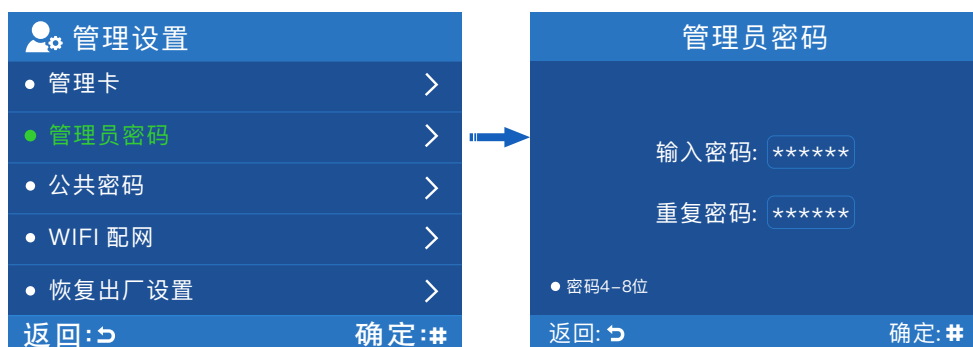 管理设置
管理卡
管理员密码
公共密码
WIFI 配网
恢复出厂设置
返回:⮌ 确定:#
管理员密码
输入密码: ******
重复密码: ******
密码4-8位
返回:⮌ 确定:#